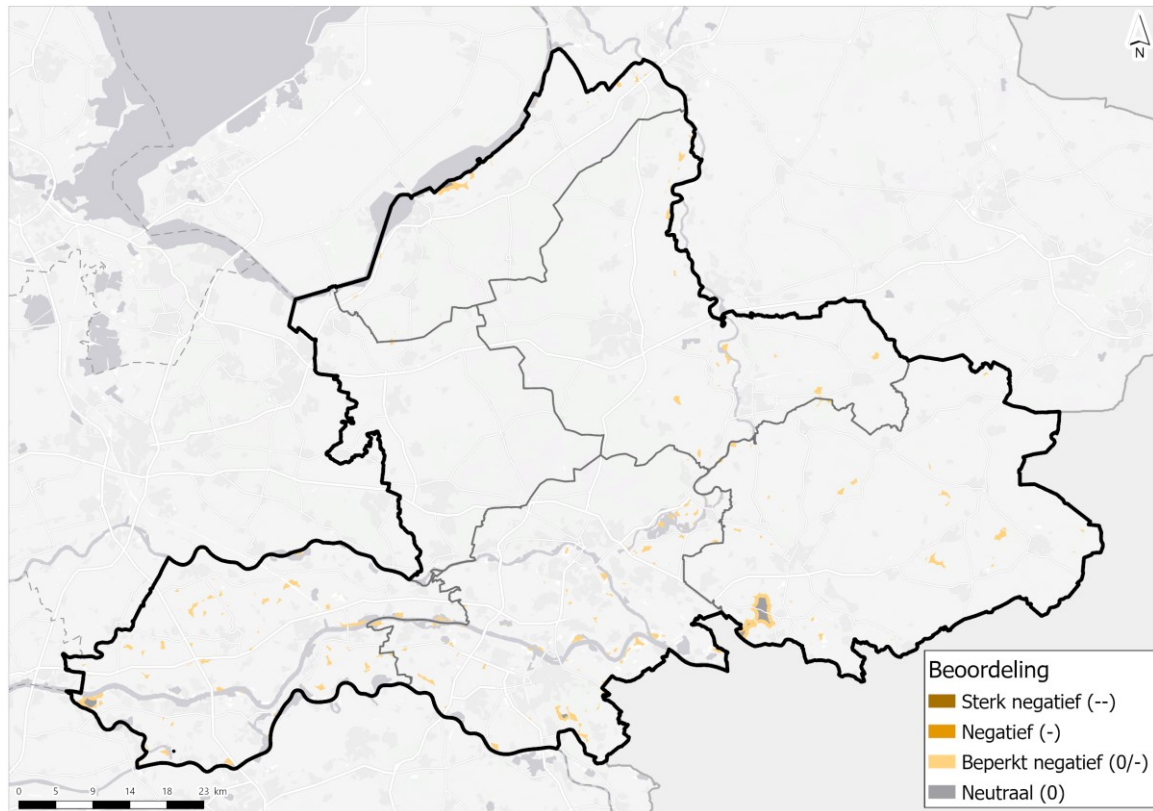 N
Beoordeling
Sterk negatief (--)
Negatief (-)
Beperkt negatief (0/-)
Neutraal (0)
0 5 9 14 18 23 km